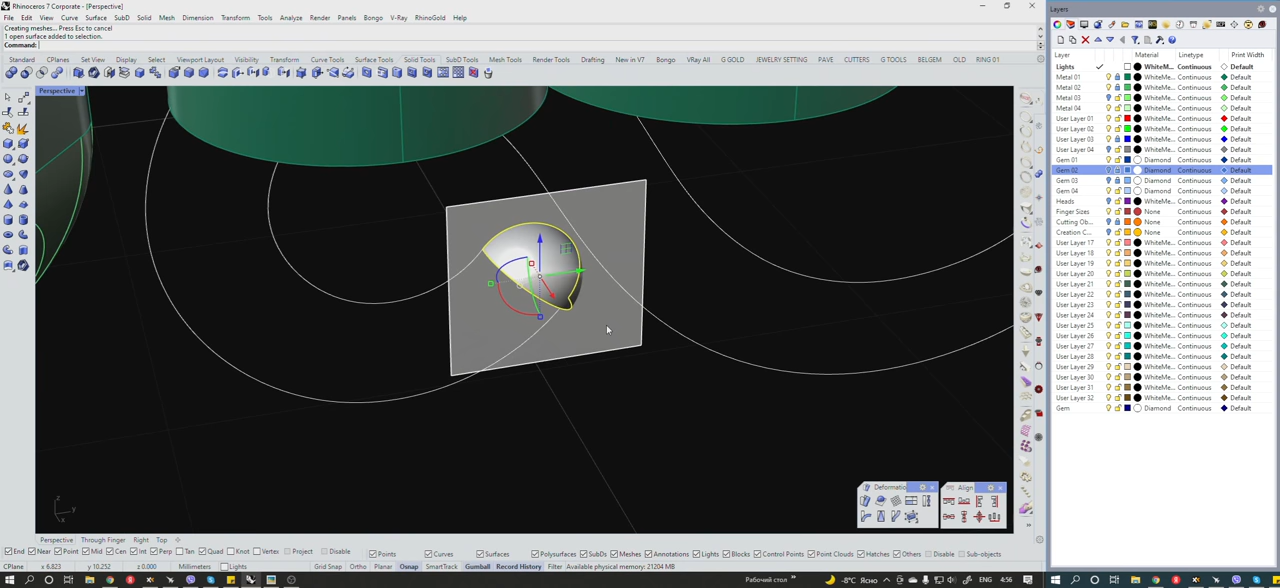 Rhinoceros 7 Corporate - [Perspective]
File Edit View Curve Surface SubD Solid Mesh Dimension Transform Tools Analyze Render Panels Bongo V-Ray RhinoGold Help
Creating meshes... Press Esc to cancel
1 open surface added to selection.
Command:
Standard CPlanes Set View Display Select Viewport Layout Visibility Transform Curve Tools Surface Tools Solid Tools SubD Tools Mesh Tools Render Tools Drafting New in V7 Bongo VRay All G GOLD JEWELRY SETTING PAVE CUTTERS G TOOLS BELGEM OLD RING 01
Perspective
z
y
x
Deformatio
Align
Perspective Through Finger Right Top
End Near Point Mid Cen Int Perp Tan Quad Knot Vertex Project Disable Points Curves Surfaces Polysurfaces SubDs Meshes Annotations Lights Blocks Control Points Point Clouds Hatches Others Disable Sub-objects
CPlane x 6.823 y 10.252 z 0.000 Millimeters Lights Grid Snap Ortho Planar Osnap SmartTrack Gumball Record History Filter Available physical memory: 21204 MB
Рабочий стол -8°C Ясно ENG 4:56
ENG 4:56
Layers
Layer Material Linetype Print Width
Lights WhiteM... Continuous Default
Metal 01 WhiteMe... Continuous Default
Metal 02 WhiteMe... Continuous Default
Metal 03 WhiteMe... Continuous Default
Metal 04 WhiteMe... Continuous Default
User Layer 01 WhiteMe... Continuous Default
User Layer 02 WhiteMe... Continuous Default
User Layer 03 WhiteMe... Continuous Default
User Layer 04 WhiteMe... Continuous Default
Gem 01 Diamond Continuous Default
Gem 02 Diamond Continuous Default
Gem 03 Diamond Continuous Default
Gem 04 Diamond Continuous Default
Heads WhiteMe... Continuous Default
Finger Sizes None Continuous Default
Cutting Ob... None Continuous Default
Creation C... None Continuous Default
User Layer 17 WhiteMe... Continuous Default
User Layer 18 WhiteMe... Continuous Default
User Layer 19 WhiteMe... Continuous Default
User Layer 20 WhiteMe... Continuous Default
User Layer 21 WhiteMe... Continuous Default
User Layer 22 WhiteMe... Continuous Default
User Layer 23 WhiteMe... Continuous Default
User Layer 24 WhiteMe... Continuous Default
User Layer 25 WhiteMe... Continuous Default
User Layer 26 WhiteMe... Continuous Default
User Layer 27 WhiteMe... Continuous Default
User Layer 28 WhiteMe... Continuous Default
User Layer 29 WhiteMe... Continuous Default
User Layer 30 WhiteMe... Continuous Default
User Layer 31 WhiteMe... Continuous Default
User Layer 32 WhiteMe... Continuous Default
Gem Diamond Continuous Default